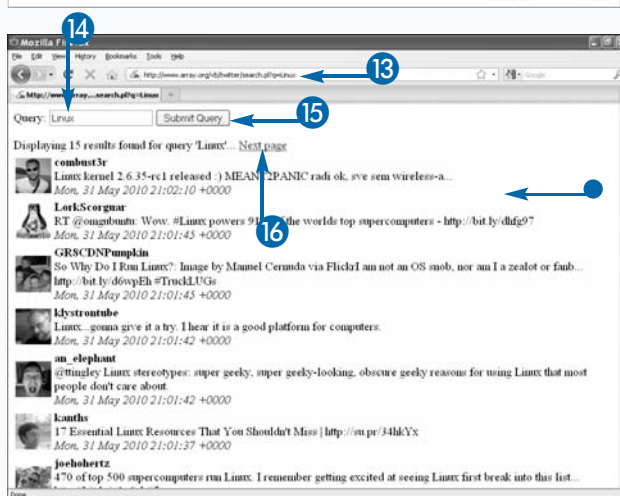 14
Mozilla Fi
File Edit View History Bookmarks Tools Help
http://www.array.org/vb/twitter/search.pl?q=Linux
13
Google
http://www.array....search.pl?q=Linux
Query: Linux Submit Query
15
Displaying 15 results found for query 'Linux'... Next page
16
combust3r
Linux kernel 2.6.35-rc1 released :) MEANT2PANIC radi ok, sve sem wireless-a...
Mon, 31 May 2010 21:02:10 +0000
LorkScorguar
RT @omgubuntu: Wow. #Linux powers 91 of the worlds top supercomputers - http://bit.ly/dhfg97
Mon, 31 May 2010 21:01:45 +0000
GR8CDNPumpkin
So Why Do I Run Linux?: Image by Manuel Cernuda via FlickrI am not an OS snob, nor am I a zealot or fanb...
http://bit.ly/d6wpEh #TruckLUGs
Mon, 31 May 2010 21:01:45 +0000
klystrontube
Linux...gonna give it a try. I hear it is a good platform for computers.
Mon, 31 May 2010 21:01:42 +0000
an_elephant
@ttingley Linux stereotypes: super geeky, super geeky-looking, obscure geeky reasons for using Linux that most
people don't care about.
Mon, 31 May 2010 21:01:42 +0000
kanths
17 Essential Linux Resources That You Shouldn't Miss | http://su.pr/34hkYx
Mon, 31 May 2010 21:01:37 +0000
joehohertz
470 of top 500 supercomputers run Linux. I remember getting excited at seeing Linux first break into this list...
Done